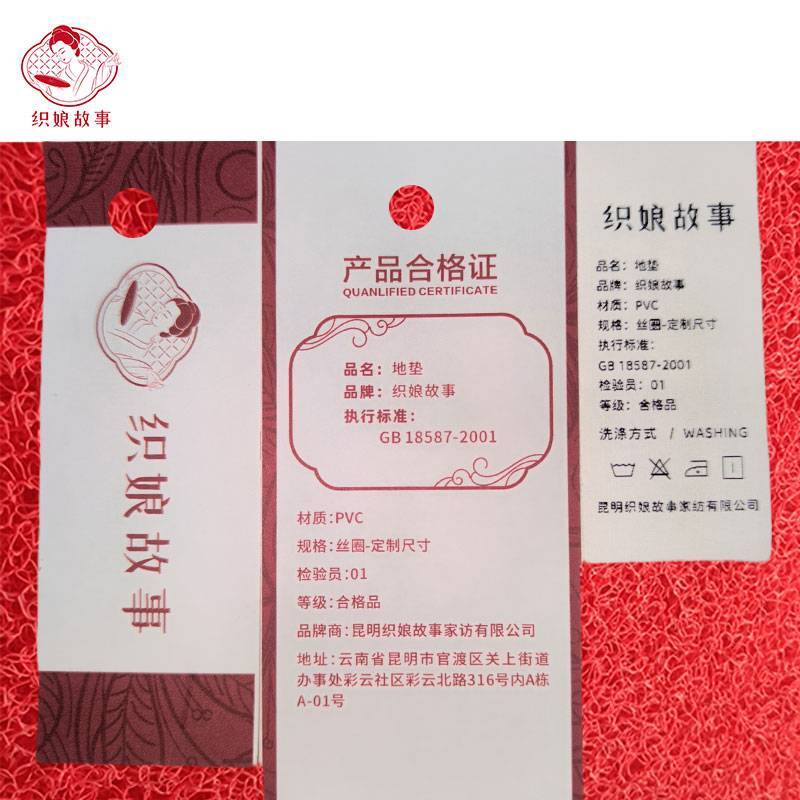 织娘故事
织娘故事
产品合格证
QUANLIFIED CERTIFICATE
品名：地垫
品牌：织娘故事
执行标准：
GB 18587-2001
材质:PVC
规格:丝圈-定制尺寸
检验员:01
等级:合格品
品牌商:昆明织娘故事家访有限公司
地址:云南省昆明市官渡区关上街道
办事处彩云社区彩云北路316号内A栋
A-01号
织娘故事
品名：地垫
品牌：织娘故事
材质：PVC
规格：丝圈-定制尺寸
执行标准：
GB 18587-2001
检验员：01
等级：合格品
洗涤方式 / WASHING
昆明织娘故事家纺有限公司